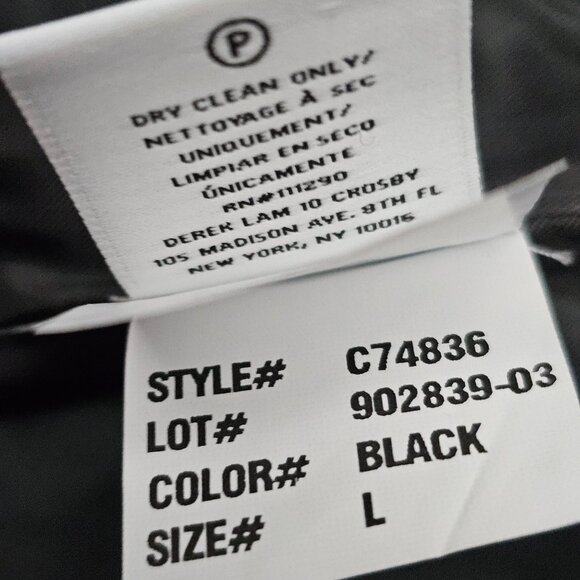 P
DRY CLEAN ONLY/
NETTOYAGE À SEC
UNIQUEMENT/
LIMPIAR EN SECO
ÚNICAMENTE
RN#111290
DEREK LAM 10 CROSBY
105 MADISON AVE. 8TH FL
NEW YORK, NY 10016
STYLE# C74836
LOT# 902839-03
COLOR# BLACK
SIZE# L